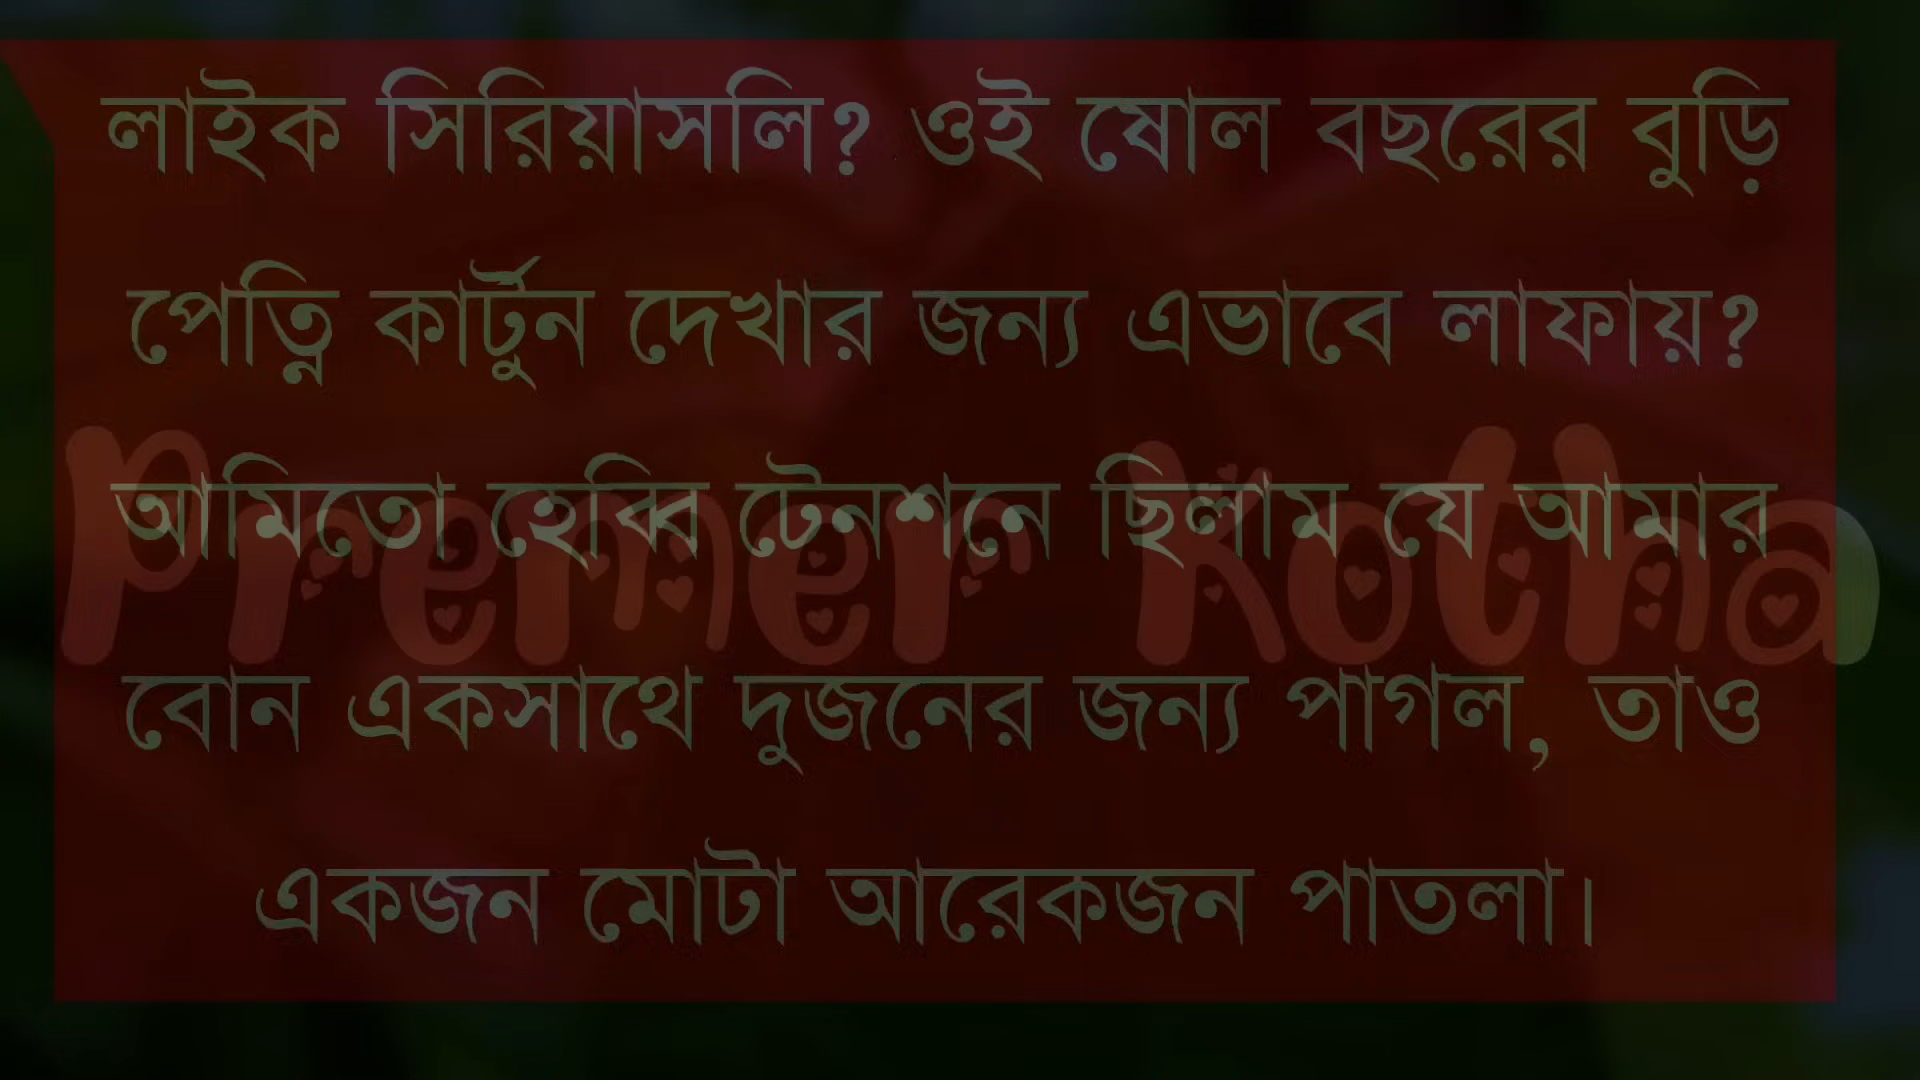 লাইক সিরিয়াসলি? ওই ষোল বছরের বুড়ি
পেত্নি কার্টুন দেখার জন্য এভাবে লাফায়?
আমিতো হেব্বি টেনশনে ছিলাম যে আমার
Premer Kotha
বোন একসাথে দুজনের জন্য পাগল, তাও
একজন মোটা আরেকজন পাতলা।